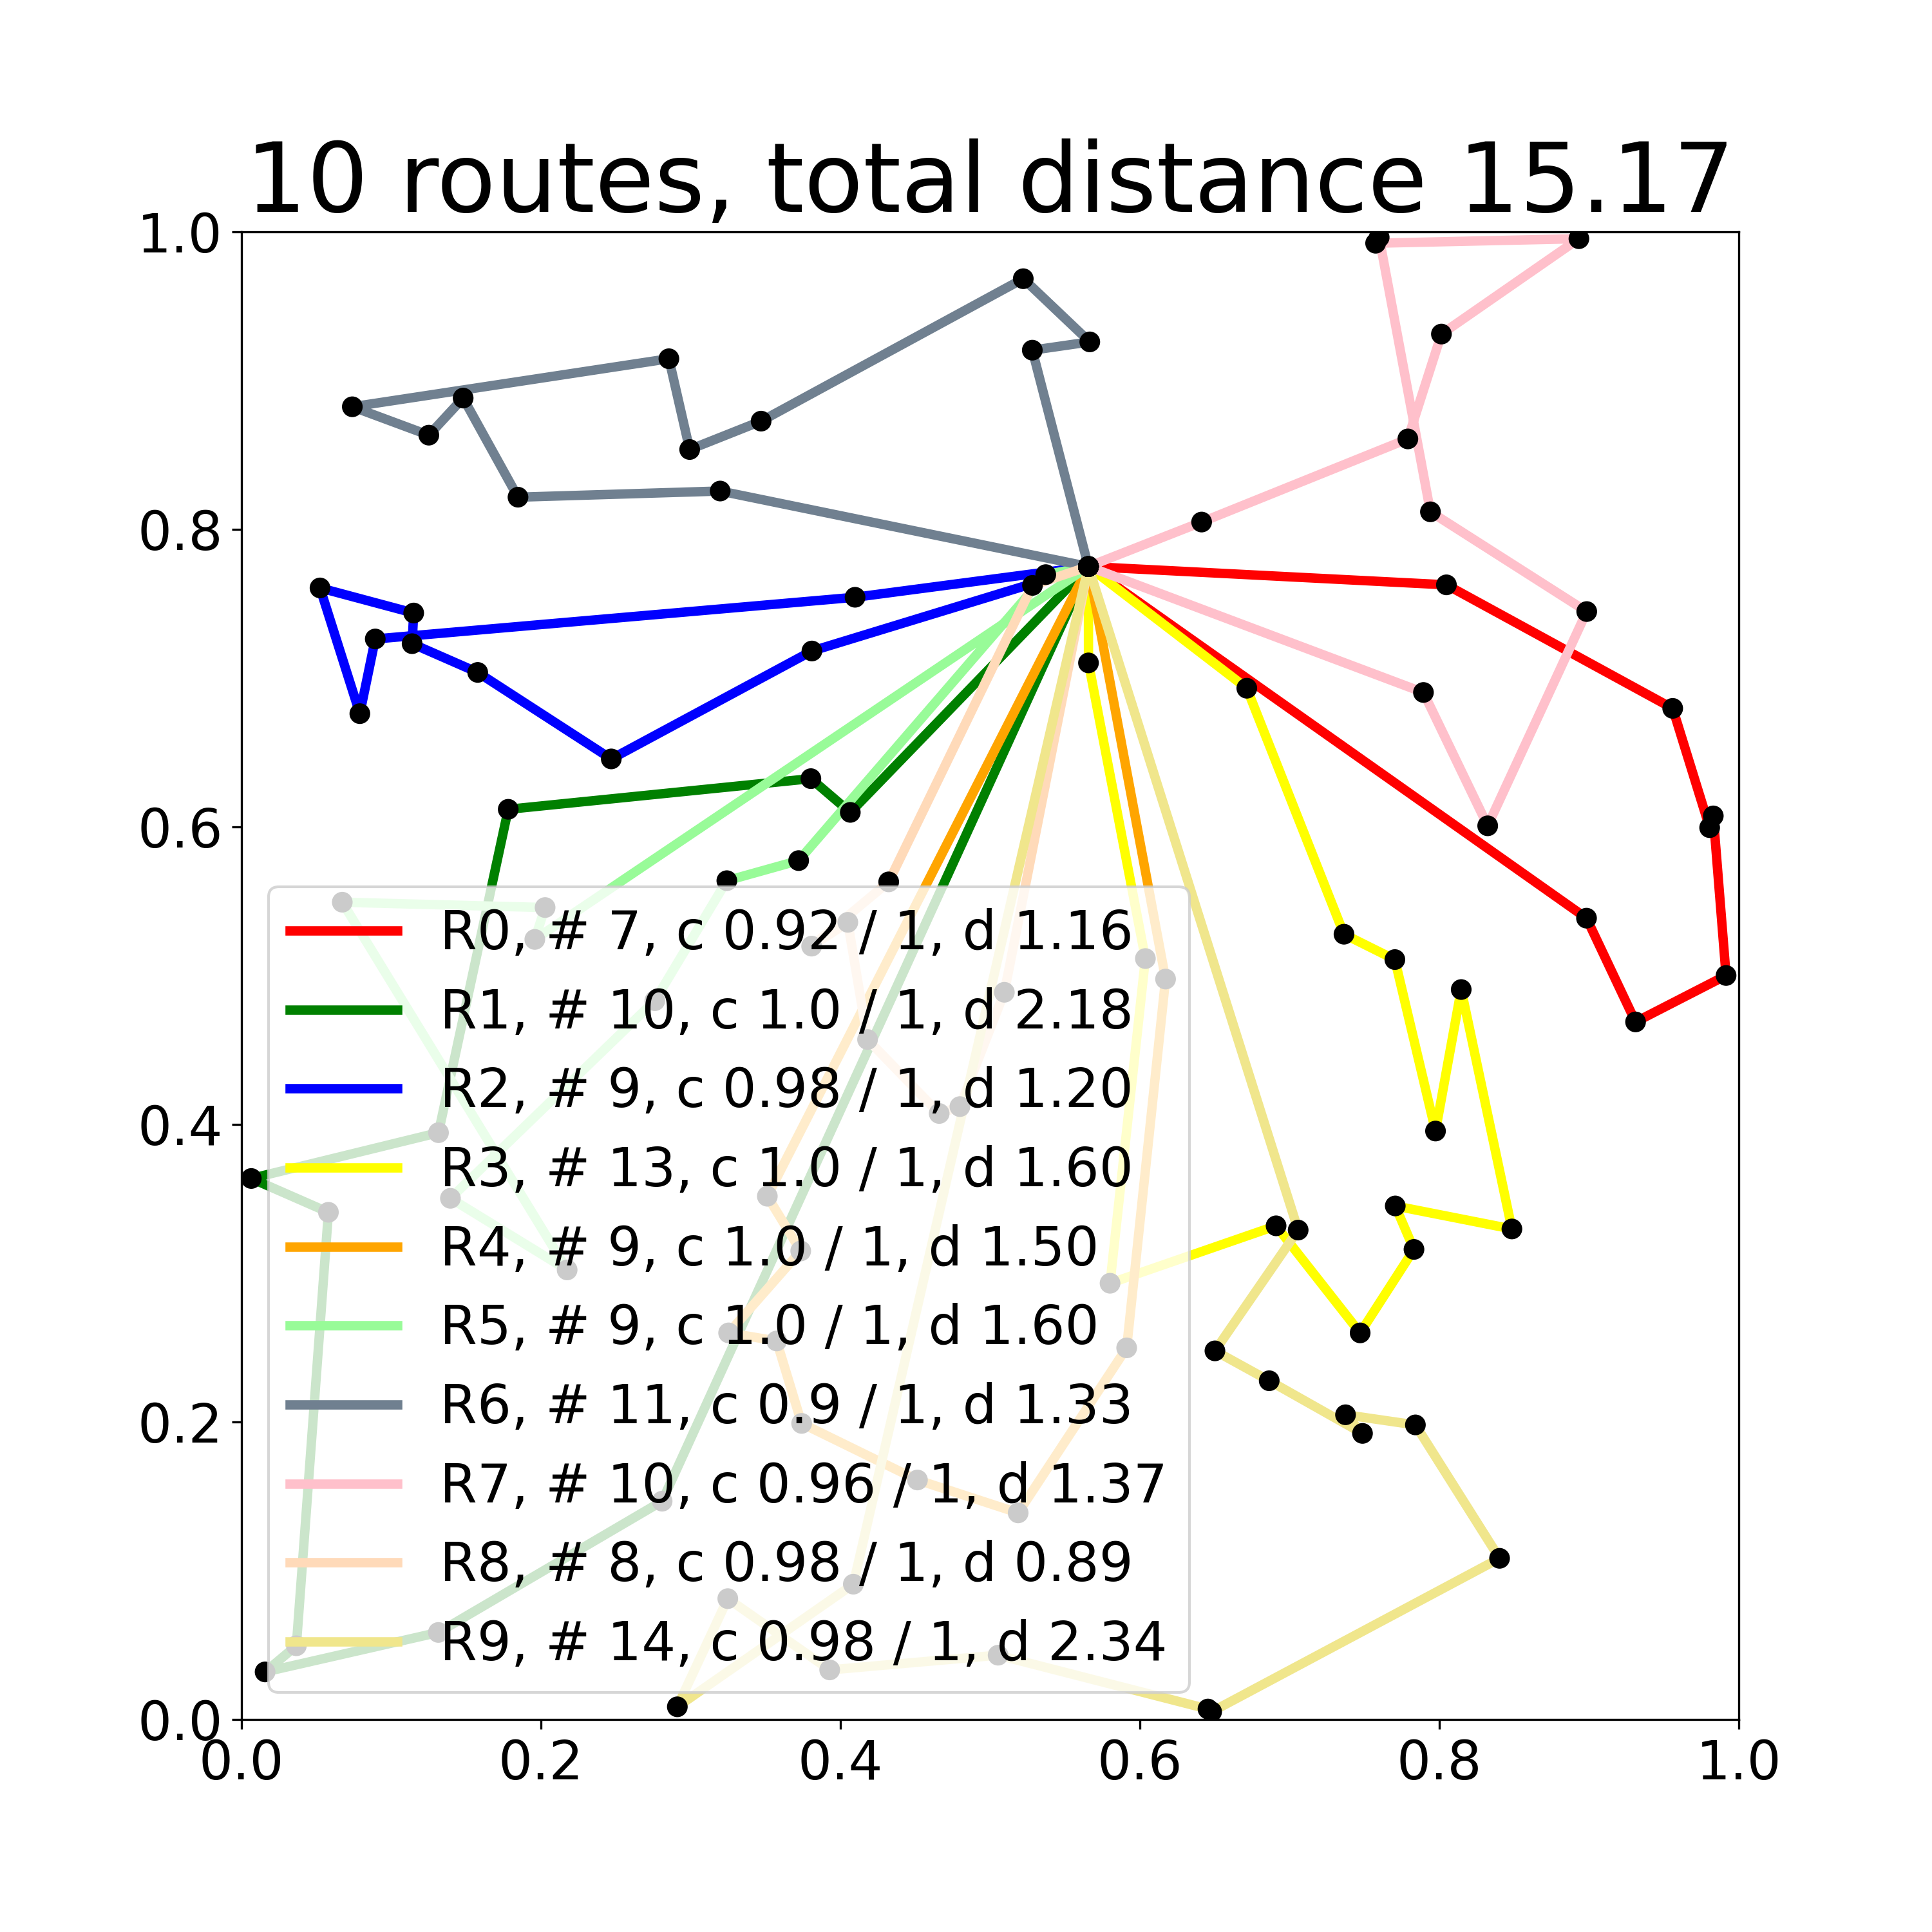 10 routes, total distance 15.17
1.0
0.8
0.6
0.4
0.2
0.0
R0, # 7, c 0.92 / 1, d 1.16
R1, # 10, c 1.0 / 1, d 2.18
R2, # 9, c 0.98 / 1, d 1.20
R3, # 13, c 1.0 / 1, d 1.60
R4, # 9, c 1.0 / 1, d 1.50
R5, # 9, c 1.0 / 1, d 1.60
R6, # 11, c 0.9 / 1, d 1.33
R7, # 10, c 0.96 / 1, d 1.37
R8, # 8, c 0.98 / 1, d 0.89
R9, # 14, c 0.98 / 1, d 2.34
0.0 0.2 0.4 0.6 0.8 1.0